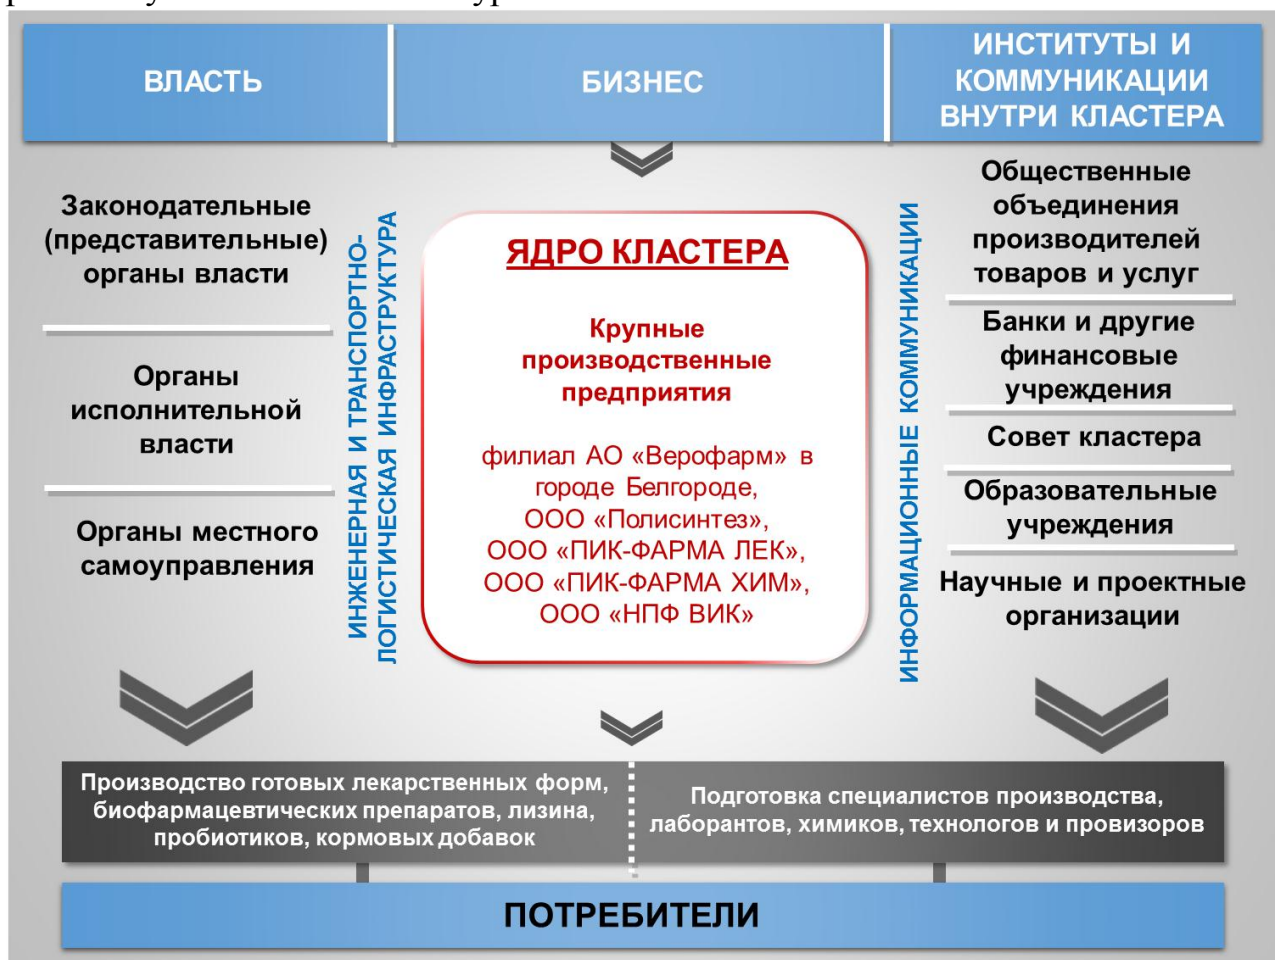 ВЛАСТЬ
БИЗНЕС
ИНСТИТУТЫ И
КОММУНИКАЦИИ
ВНУТРИ КЛАСТЕРА
Законодательные
(представительные)
органы власти
Органы
исполнительной
власти
Органы местного
самоуправления
ИНЖЕНЕРНАЯ И ТРАНСПОРТНО-
ЛОГИСТИЧЕСКАЯ ИНФРАСТРУКТУРА
ЯДРО КЛАСТЕРА
Крупные
производственные
предприятия
филиал АО «Верофарм» в
городе Белгороде,
ООО «Полисинтез»,
ООО «ПИК-ФАРМА ЛЕК»,
ООО «ПИК-ФАРМА ХИМ»,
ООО «НПФ ВИК»
ИНФОРМАЦИОННЫЕ КОММУНИКАЦИИ
Общественные
объединения
производителей
товаров и услуг
Банки и другие
финансовые
учреждения
Совет кластера
Образовательные
учреждения
Научные и проектные
организации
Производство готовых лекарственных форм,
биофармацевтических препаратов, лизина,
пробиотиков, кормовых добавок
Подготовка специалистов производства,
лаборантов, химиков, технологов и провизоров
ПОТРЕБИТЕЛИ